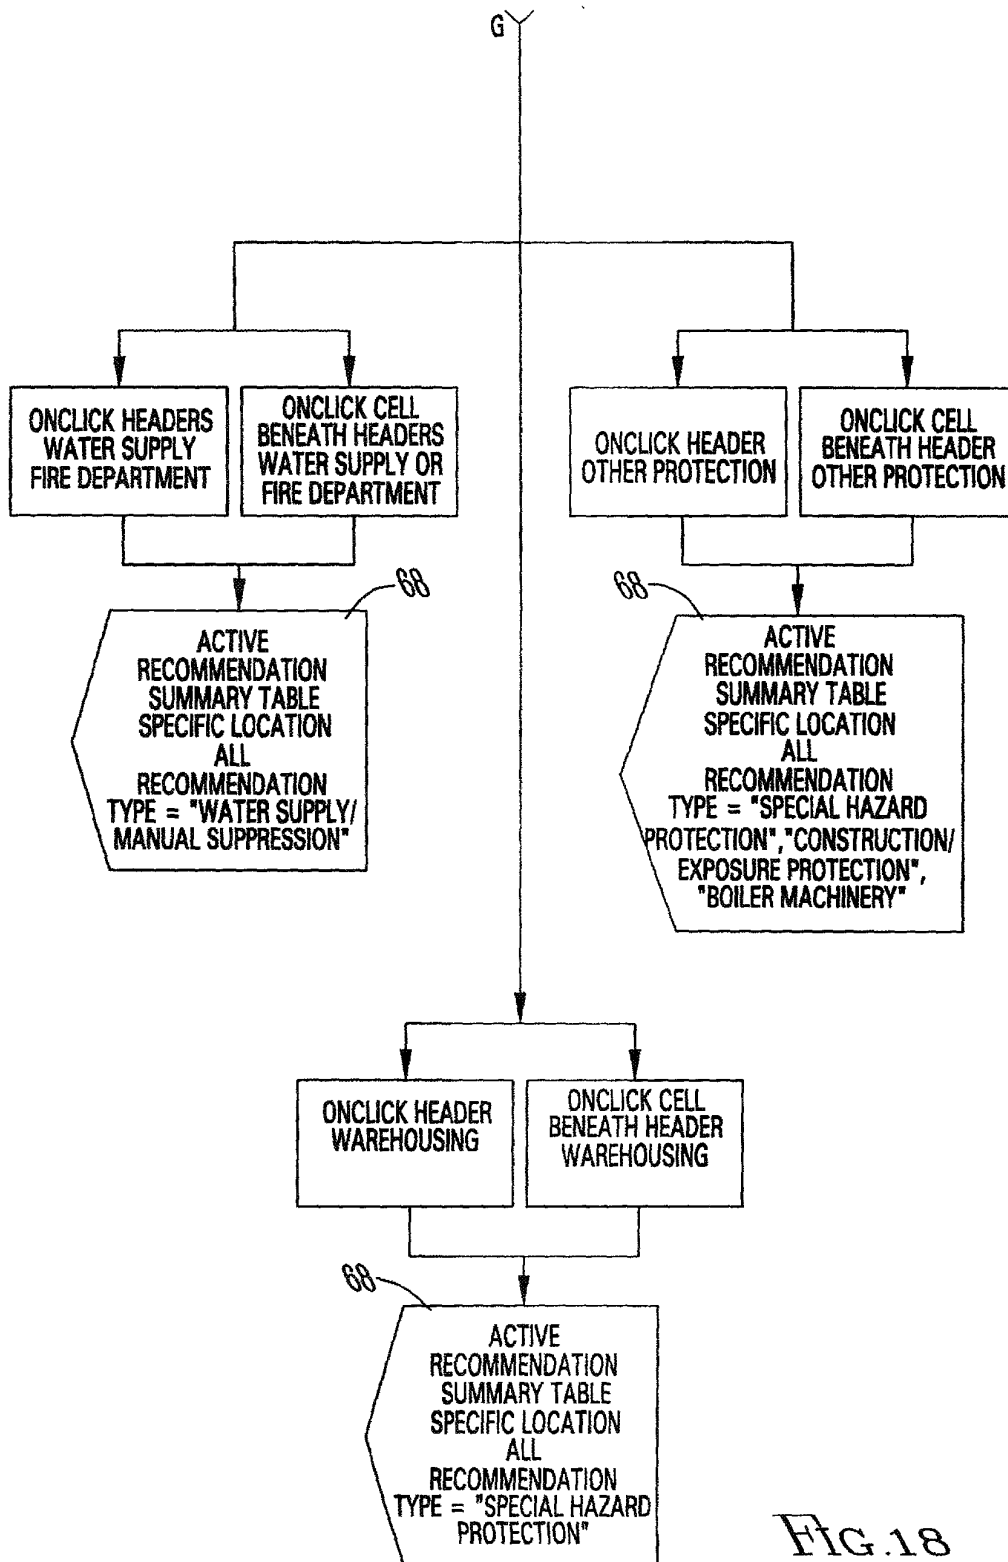 G
ONCLICK HEADERS
WATER SUPPLY
FIRE DEPARTMENT
ONCLICK CELL
BENEATH HEADERS
WATER SUPPLY OR
FIRE DEPARTMENT
ONCLICK HEADER
OTHER PROTECTION
ONCLICK CELL
BENEATH HEADER
OTHER PROTECTION
68
ACTIVE
RECOMMENDATION
SUMMARY TABLE
SPECIFIC LOCATION
ALL
RECOMMENDATION
TYPE = "WATER SUPPLY/
MANUAL SUPPRESSION"
68
ACTIVE
RECOMMENDATION
SUMMARY TABLE
SPECIFIC LOCATION
ALL
RECOMMENDATION
TYPE = "SPECIAL HAZARD
PROTECTION","CONSTRUCTION/
EXPOSURE PROTECTION",
"BOILER MACHINERY"
ONCLICK HEADER
WAREHOUSING
ONCLICK CELL
BENEATH HEADER
WAREHOUSING
68
ACTIVE
RECOMMENDATION
SUMMARY TABLE
SPECIFIC LOCATION
ALL
RECOMMENDATION
TYPE = "SPECIAL HAZARD
PROTECTION"
FIG.18